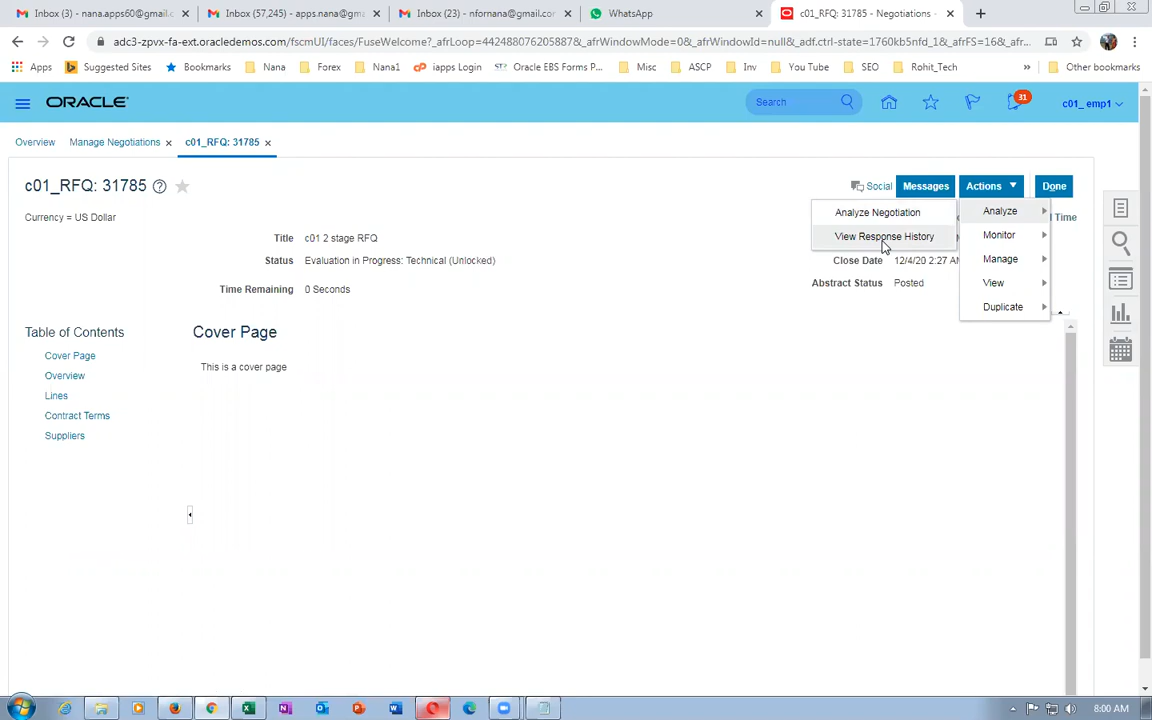 Inbox (3) - nana.apps60@gmail.c
Inbox (57,245) - apps.nana@gma
Inbox (23) - nfornana@gmail.co
WhatsApp
c01_RFQ: 31785 - Negotiations -
adc3-zpvx-fa-ext.oracledemos.com/fscmUI/faces/FuseWelcome?_afrLoop=442488076205887&_afrWindowMode=0&_afrWindowId=null&_adf.ctrl-state=1760kb5nfd_1&_afrFS=16&_afrM...
Apps
Suggested Sites
Bookmarks
Nana
Forex
Nana1
iapps Login
Oracle EBS Forms P...
Misc
ASCP
Inv
You Tube
SEO
Rohit_Tech
»
Other bookmarks
ORACLE
Search
31
c01_ emp1
Overview
Manage Negotiations
c01_RFQ: 31785
c01_RFQ: 31785
Social
Messages
Actions
Done
Currency = US Dollar
Time
Analyze Negotiation
View Response History
Analyze
Monitor
Manage
View
Duplicate
Title c01 2 stage RFQ
Status Evaluation in Progress: Technical (Unlocked)
Close Date 12/4/20 2:27 AM
Time Remaining 0 Seconds
Abstract Status Posted
Table of Contents
Cover Page
Overview
Lines
Contract Terms
Suppliers
Cover Page
This is a cover page
8:00 AM